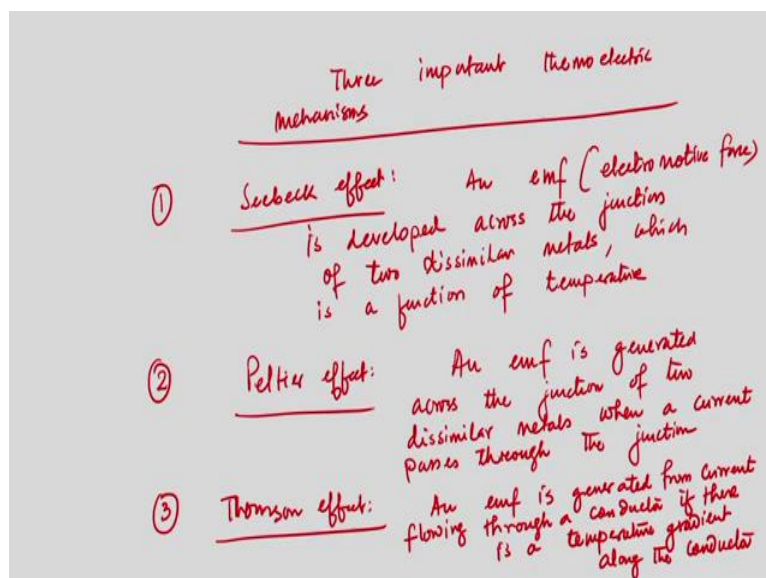 Three important thermoelectric
mehanisms
① Seebeck effect: An emf (electromotive force)
is developed across the junction
of two dissimilar metals, which
is a function of temperature
② Peltier effect: An emf is generated
across the junction of two
dissimilar metals when a current
passes through the junction
③ Thomson effect: An emf is generated from current
flowing through a conductor if there
is a temperature gradient
along the conductor